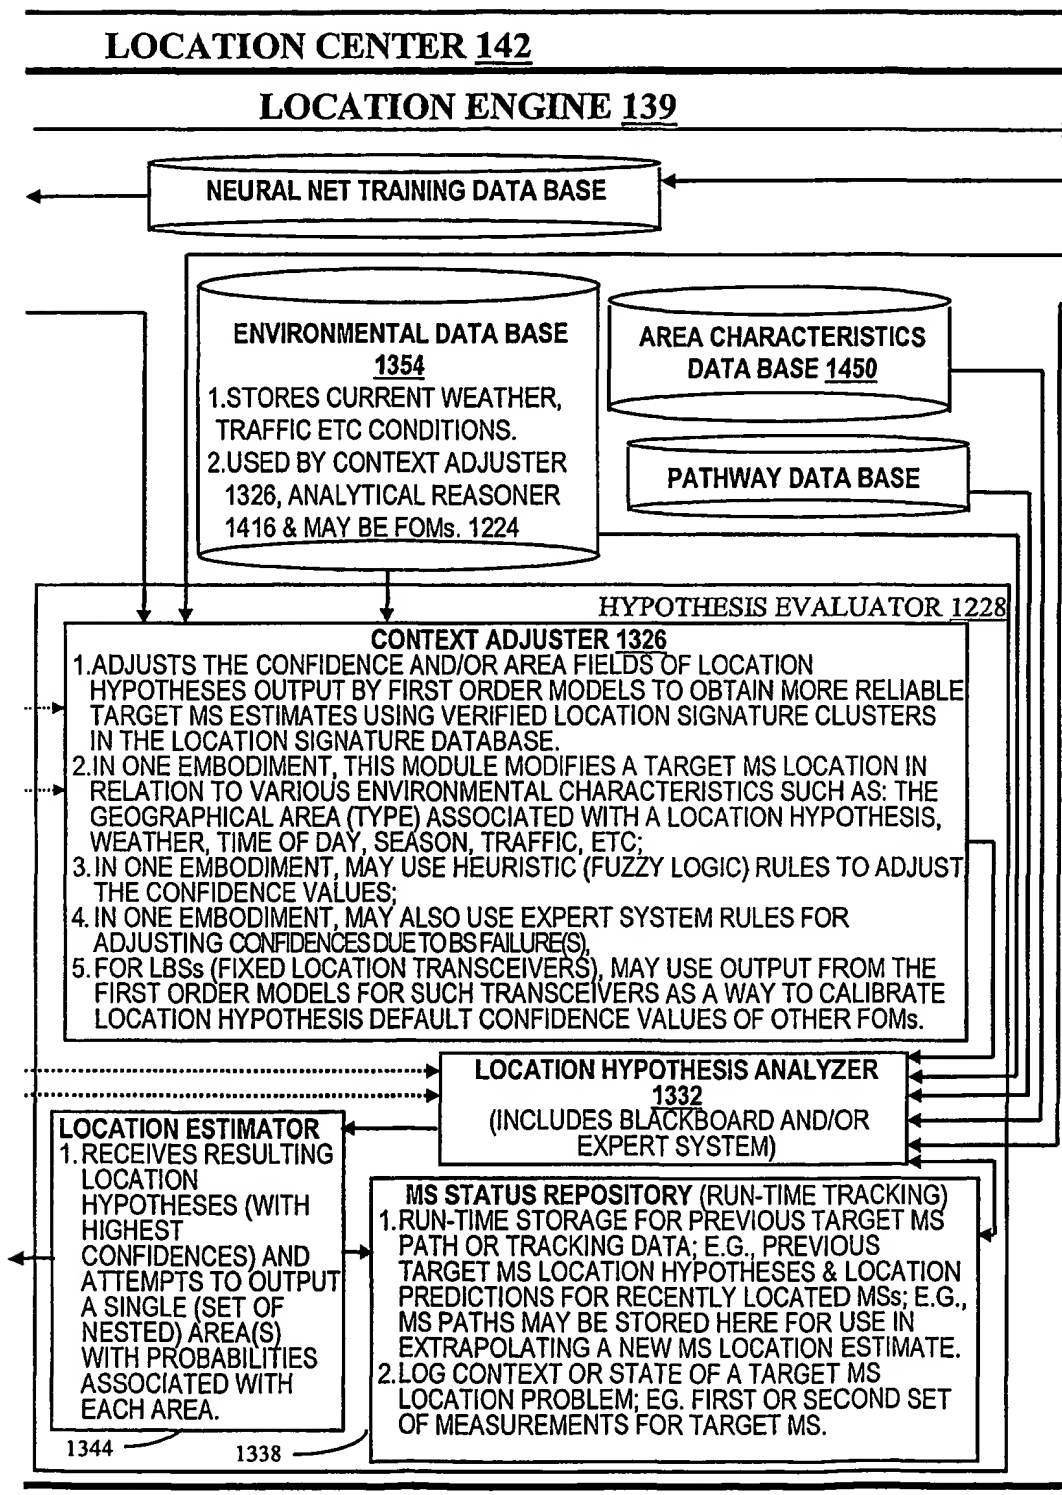 LOCATION CENTER 142
LOCATION ENGINE 139
NEURAL NET TRAINING DATA BASE
ENVIRONMENTAL DATA BASE
1354
1.STORES CURRENT WEATHER,
TRAFFIC ETC CONDITIONS.
2.USED BY CONTEXT ADJUSTER
1326, ANALYTICAL REASONER
1416 & MAY BE FOMs. 1224
AREA CHARACTERISTICS
DATA BASE 1450
PATHWAY DATA BASE
HYPOTHESIS EVALUATOR 1228
CONTEXT ADJUSTER 1326
1.ADJUSTS THE CONFIDENCE AND/OR AREA FIELDS OF LOCATION
HYPOTHESES OUTPUT BY FIRST ORDER MODELS TO OBTAIN MORE RELIABLE
TARGET MS ESTIMATES USING VERIFIED LOCATION SIGNATURE CLUSTERS
IN THE LOCATION SIGNATURE DATABASE.
2.IN ONE EMBODIMENT, THIS MODULE MODIFIES A TARGET MS LOCATION IN
RELATION TO VARIOUS ENVIRONMENTAL CHARACTERISTICS SUCH AS: THE
GEOGRAPHICAL AREA (TYPE) ASSOCIATED WITH A LOCATION HYPOTHESIS,
WEATHER, TIME OF DAY, SEASON, TRAFFIC, ETC;
3. IN ONE EMBODIMENT, MAY USE HEURISTIC (FUZZY LOGIC) RULES TO ADJUST
THE CONFIDENCE VALUES;
4. IN ONE EMBODIMENT, MAY ALSO USE EXPERT SYSTEM RULES FOR
ADJUSTING CONFIDENCES DUE TO BS FAILURE(S),
5. FOR LBSs (FIXED LOCATION TRANSCEIVERS), MAY USE OUTPUT FROM THE
FIRST ORDER MODELS FOR SUCH TRANSCEIVERS AS A WAY TO CALIBRATE
LOCATION HYPOTHESIS DEFAULT CONFIDENCE VALUES OF OTHER FOMs.
LOCATION HYPOTHESIS ANALYZER
1332
(INCLUDES BLACKBOARD AND/OR
EXPERT SYSTEM)
LOCATION ESTIMATOR
1. RECEIVES RESULTING
LOCATION
HYPOTHESES (WITH
HIGHEST
CONFIDENCES) AND
ATTEMPTS TO OUTPUT
A SINGLE (SET OF
NESTED) AREA(S)
WITH PROBABILITIES
ASSOCIATED WITH
EACH AREA.
1344
MS STATUS REPOSITORY (RUN-TIME TRACKING)
1. RUN-TIME STORAGE FOR PREVIOUS TARGET MS
PATH OR TRACKING DATA; E.G., PREVIOUS
TARGET MS LOCATION HYPOTHESES & LOCATION
PREDICTIONS FOR RECENTLY LOCATED MSs; E.G.,
MS PATHS MAY BE STORED HERE FOR USE IN
EXTRAPOLATING A NEW MS LOCATION ESTIMATE.
2.LOG CONTEXT OR STATE OF A TARGET MS
LOCATION PROBLEM; EG. FIRST OR SECOND SET
OF MEASUREMENTS FOR TARGET MS.
1338